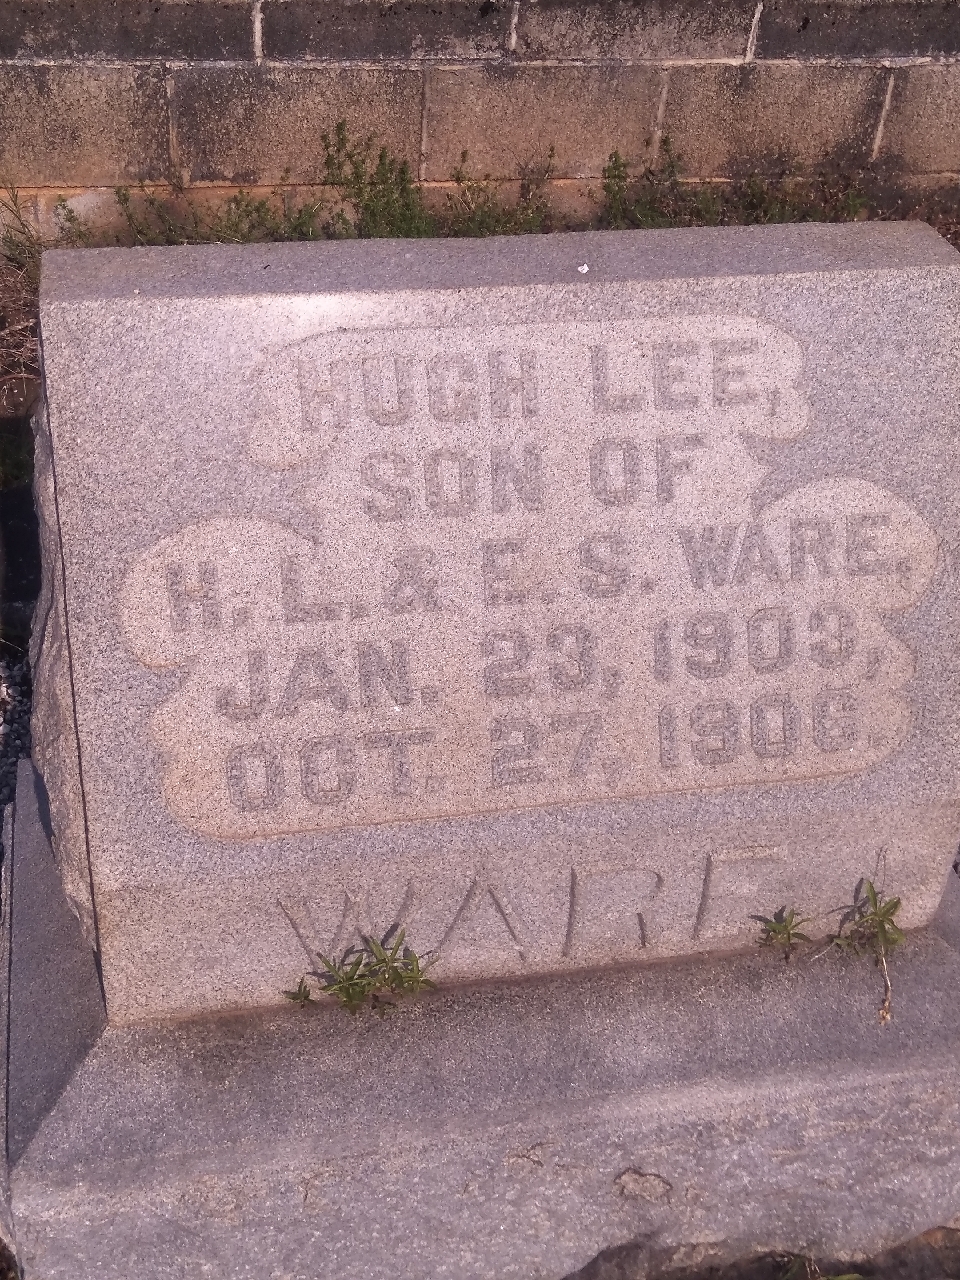 HUGH LEE,
SON OF
H. L. & E. S. WARE,
JAN. 23, 1903,
OCT. 27, 1906.
WARE